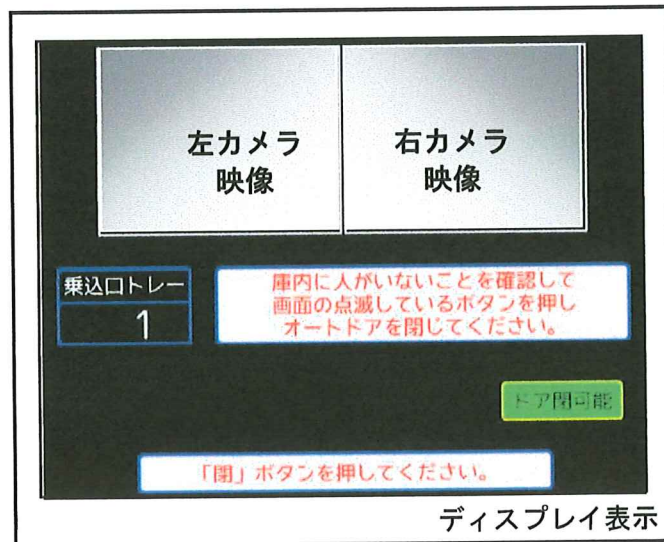 左カメラ
映像
右カメラ
映像
乗込口トレー
1
庫内に人がいないことを確認して
画面の点滅しているボタンを押し
オートドアを閉じてください。
ドア閉可能
「閉」ボタンを押してください。
ディスプレイ表示